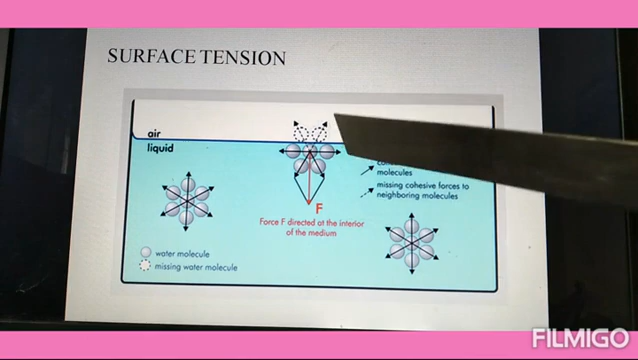 SURFACE TENSION
air
liquid
molecules
missing cohesive forces to
neighboring molecules
F
Force F directed at the interior
of the medium
water molecule
missing water molecule
FILMIGO